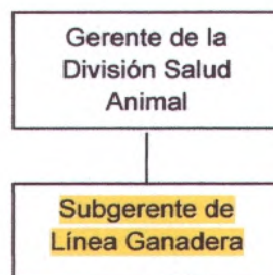 Gerente de la
División Salud
Animal
Subgerente de
Línea Ganadera